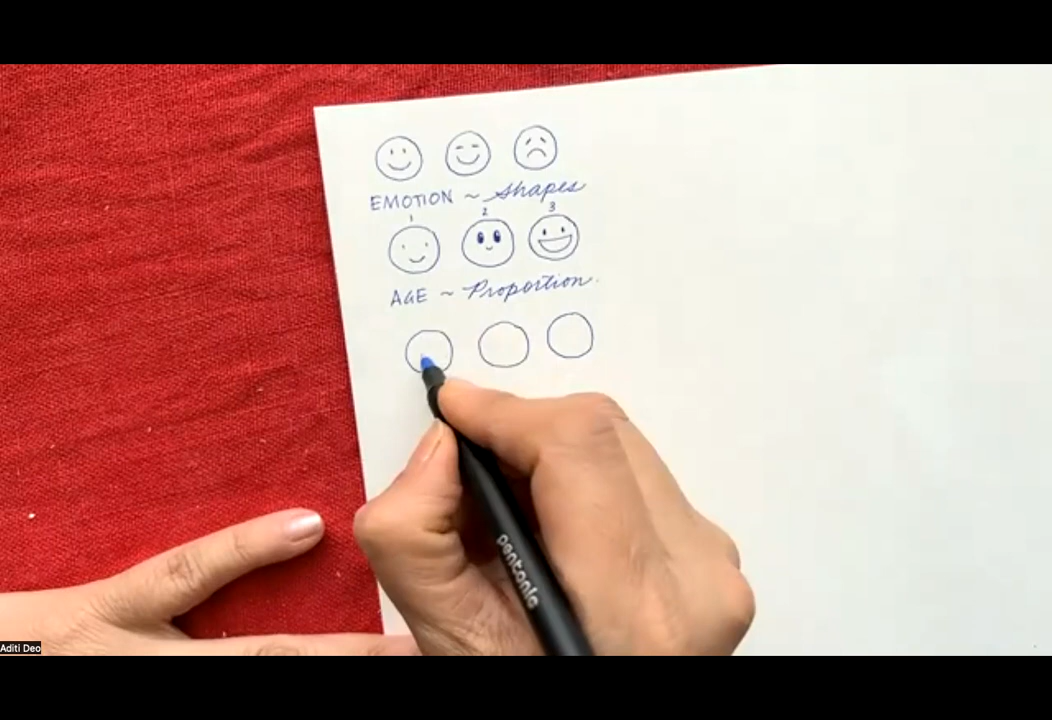 EMOTION ~ Shapes
1 2 3
AGE ~ Proportion.
pentonic
Aditi Deo